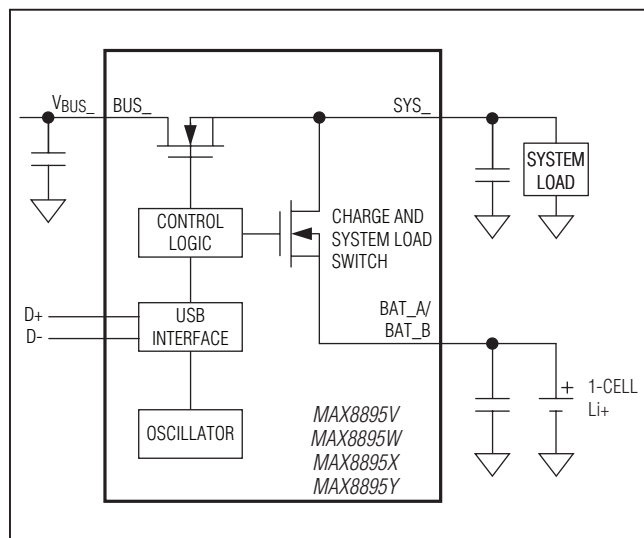 VBUS_
BUS_
SYS_
SYSTEM
LOAD
CONTROL
LOGIC
CHARGE AND
SYSTEM LOAD
SWITCH
D+
D-
USB
INTERFACE
BAT_A/
BAT_B
OSCILLATOR
+
1-CELL
Li+
MAX8895V
MAX8895W
MAX8895X
MAX8895Y